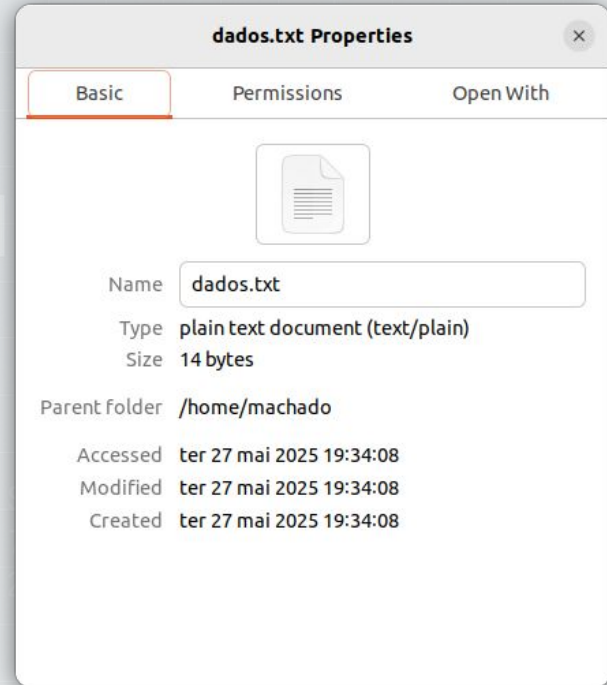 dados.txt Properties
Basic Permissions Open With
Name dados.txt
Type plain text document (text/plain)
Size 14 bytes
Parent folder /home/machado
Accessed ter 27 mai 2025 19:34:08
Modified ter 27 mai 2025 19:34:08
Created ter 27 mai 2025 19:34:08